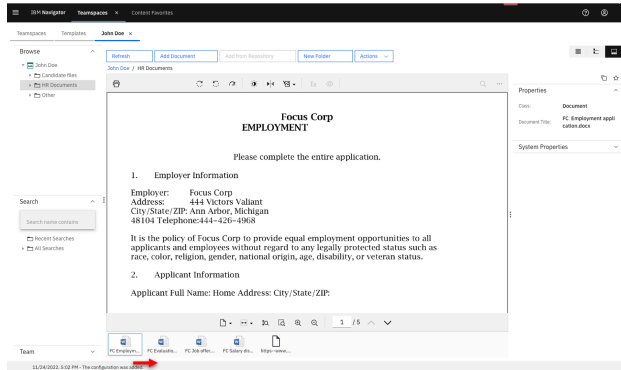 IBM Navigator Teamspaces × Content Favorites
Teamspaces Templates John Doe ×
Browse
John Doe
Candidate files
HR Documents
Other
Refresh Add Document Add from Repository New Folder Actions
John Doe / HR Documents
Focus Corp
EMPLOYMENT
Please complete the entire application.
1. Employer Information
Employer: Focus Corp
Address: 444 Victors Valiant
City/State/ZIP: Ann Arbor, Michigan
48104 Telephone:444-426-4968
It is the policy of Focus Corp to provide equal employment opportunities to all
applicants and employees without regard to any legally protected status such as
race, color, religion, gender, national origin, age, disability, or veteran status.
2. Applicant Information
Applicant Full Name: Home Address: City/State/ZIP:
1 / 5
FC Employm... FC Evaluatio... FC Job offer... FC Salary dis... https-www...
Properties
Class: Document
Document Title: FC Employment appli
cation.docx
System Properties
Search
Search name contains
Recent Searches
All Searches
Team
11/24/2022, 5:02 PM - The configuration was added.